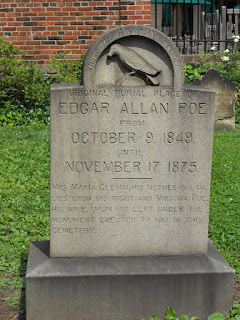 ORIGINAL BURIAL PLACE OF
EDGAR ALLAN POE
FROM
OCTOBER 9, 1849,
UNTIL
NOVEMBER 17, 1875.
MRS. MARIA CLEMM, HIS MOTHER-IN-LAW,
LIES UPON HIS RIGHT AND VIRGINIA POE,
HIS WIFE, UPON HIS LEFT, UNDER THE
MONUMENT ERECTED TO HIM IN THIS
CEMETERY.